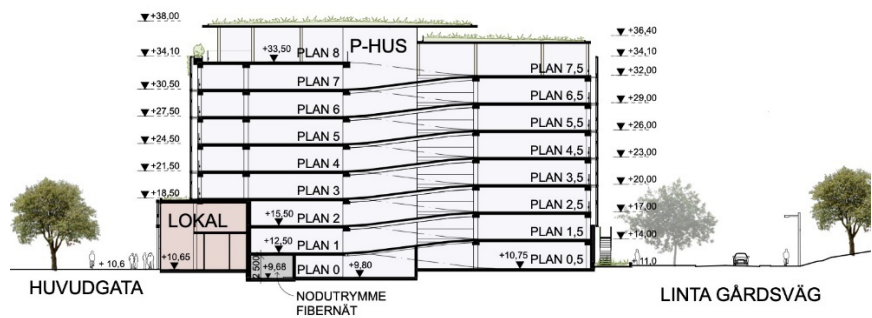 +38,00
+36,40
P-HUS
+34,10
+33,50
PLAN 8
PLAN 7,5
+34,10
+32,00
+30,50
PLAN 7
PLAN 6,5
+29,00
+27,50
PLAN 6
PLAN 5,5
+26,00
+24,50
PLAN 5
PLAN 4,5
+23,00
+21,50
PLAN 4
PLAN 3,5
+20,00
+18,50
PLAN 3
PLAN 2,5
+17,00
LOKAL
+15,50
PLAN 2
PLAN 1,5
+14,00
+12,50
PLAN 1
+ 10,6
+10,65
2 500
+9,68
PLAN 0
+9,80
+10,75
PLAN 0,5
+11,0
HUVUDGATA
NODUTRYMME
FIBERNÄT
LINTA GÅRDSVÄG